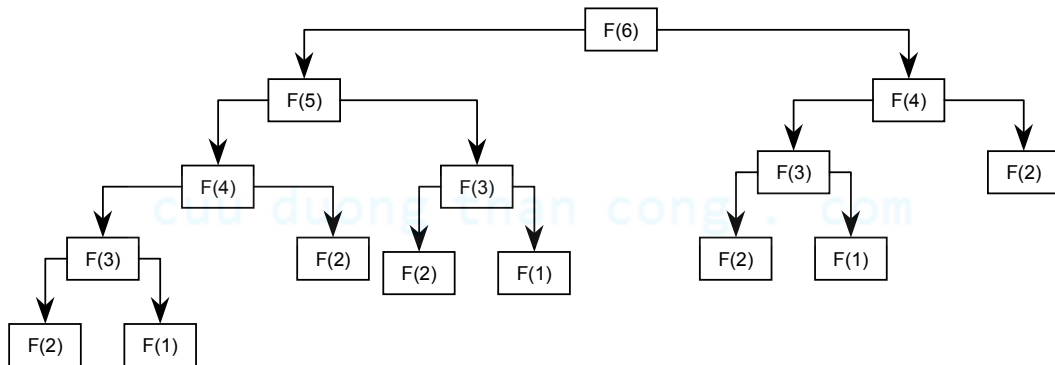 F(6)
F(5)
F(4)
F(4)
F(3)
F(3)
F(2)
cuu duong than cong . com
F(3)
F(2)
F(2)
F(1)
F(2)
F(1)
F(2)
F(1)